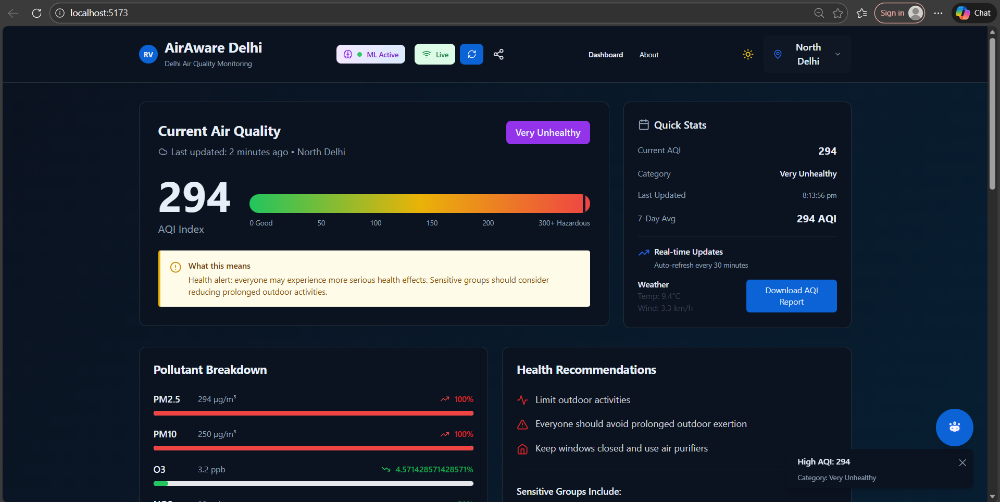 localhost:5173
Sign in
Chat
RV
AirAware Delhi
Delhi Air Quality Monitoring
ML Active
Live
Dashboard
About
North
Delhi
Current Air Quality
Very Unhealthy
Last updated: 2 minutes ago • North Delhi
294
AQI Index
0 Good
50
100
150
200
300+ Hazardous
What this means
Health alert: everyone may experience more serious health effects. Sensitive groups should consider
reducing prolonged outdoor activities.
Quick Stats
Current AQI
294
Category
Very Unhealthy
Last Updated
8:13:56 pm
7-Day Avg
294 AQI
Real-time Updates
Auto-refresh every 30 minutes
Weather
Temp: 9.4°C
Wind: 3.3 km/h
Download AQI
Report
Pollutant Breakdown
PM2.5
294 µg/m³
100%
PM10
250 µg/m³
100%
O3
3.2 ppb
4.571428571428571%
Health Recommendations
Limit outdoor activities
Everyone should avoid prolonged outdoor exertion
Keep windows closed and use air purifiers
Sensitive Groups Include:
High AQI: 294
Category: Very Unhealthy